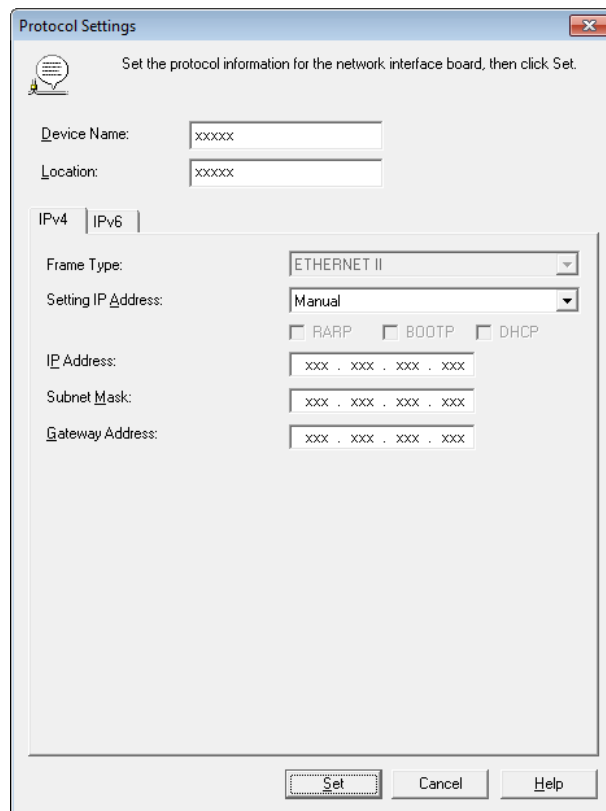 Protocol Settings
Set the protocol information for the network interface board, then click Set.
Device Name: xxxxx
Location: xxxxx
IPv4 IPv6
Frame Type: ETHERNET II
Setting IP Address: Manual
RARP BOOTP DHCP
IP Address: xxx . xxx . xxx . xxx
Subnet Mask: xxx . xxx . xxx . xxx
Gateway Address: xxx . xxx . xxx . xxx
Set Cancel Help